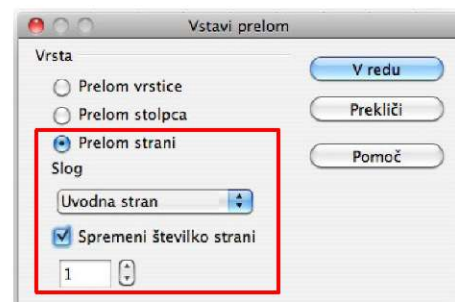 Vstavi prelom
Vrsta
Prelom vrstice
Prelom stolpca
Prelom strani
Slog
Uvodna stran
Spremeni številko strani
1
V redu
Prekliči
Pomoč